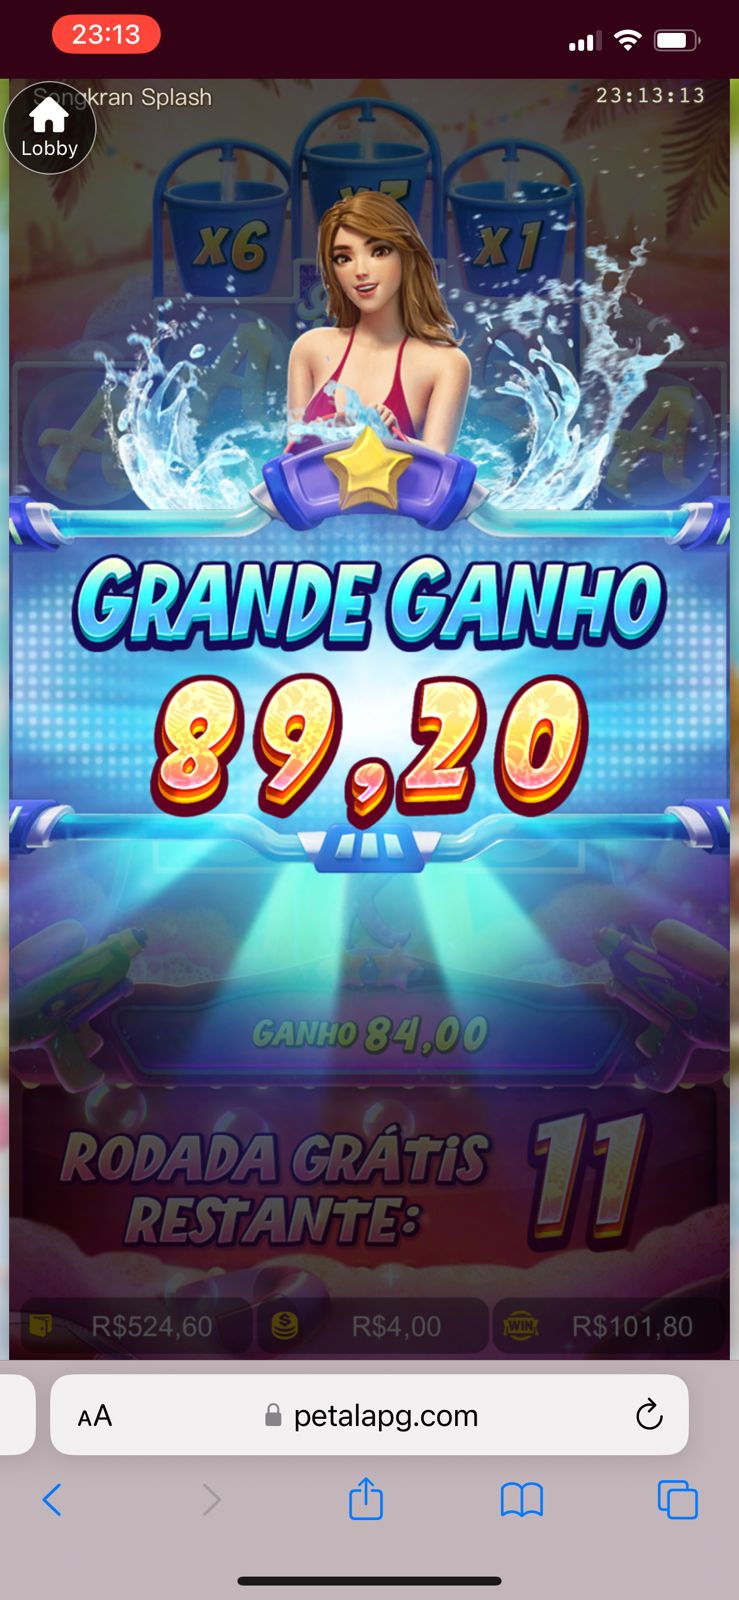 23:13
Songkran Splash
23:13:13
Lobby
x6
x1
GRANDE GANHO
89,20
GANHO 84,00
RODADA GRÁTIS
RESTANTE:
11
R$524,60
R$4,00
WIN
R$101,80
AA
petalapg.com